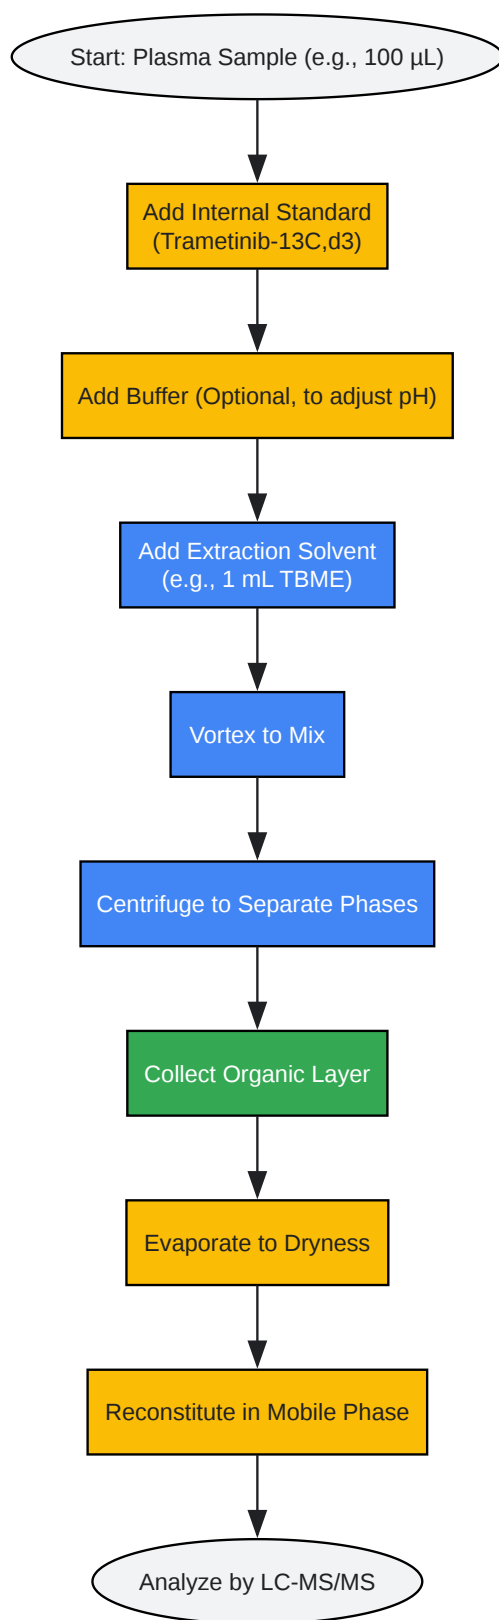 Start: Plasma Sample (e.g., 100 µL)
Add Internal Standard
(Trametinib-13C,d3)
Add Buffer (Optional, to adjust pH)
Add Extraction Solvent
(e.g., 1 mL TBME)
Vortex to Mix
Centrifuge to Separate Phases
Collect Organic Layer
Evaporate to Dryness
Reconstitute in Mobile Phase
Analyze by LC-MS/MS